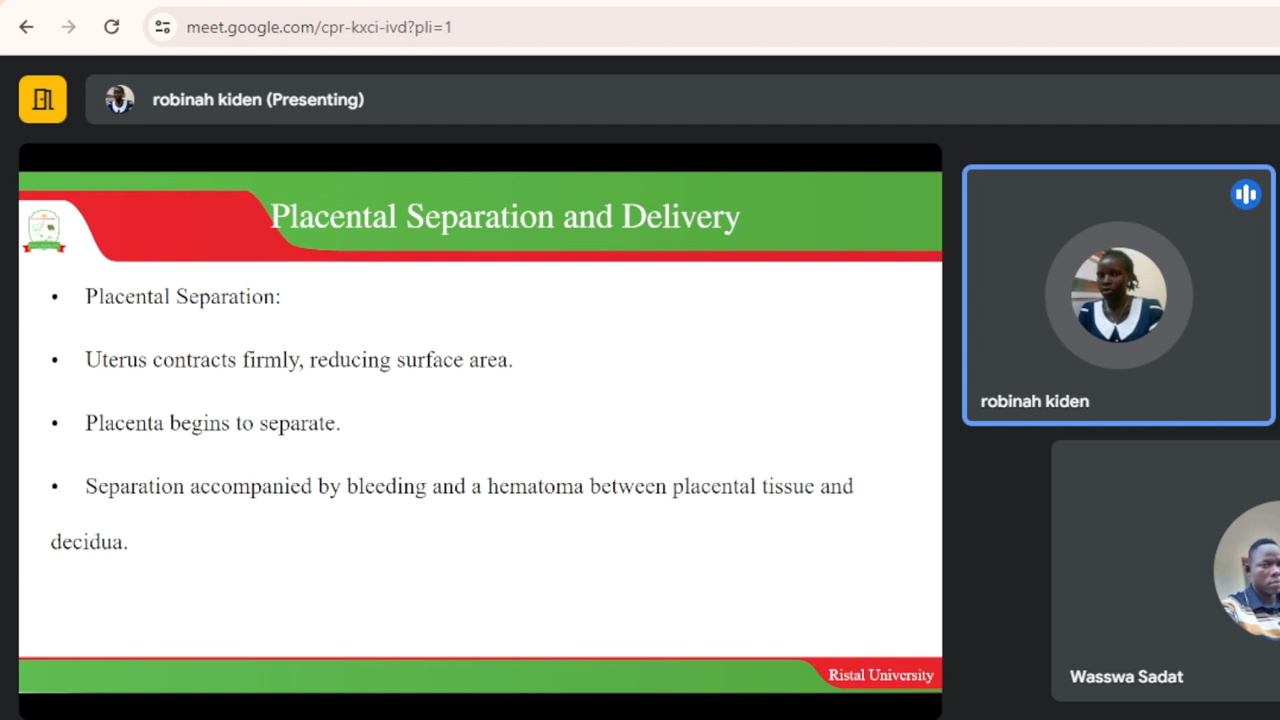 meet.google.com/cpr-kxci-ivd?pli=1
robinah kiden (Presenting)
Placental Separation and Delivery
• Placental Separation:
• Uterus contracts firmly, reducing surface area.
• Placenta begins to separate.
• Separation accompanied by bleeding and a hematoma between placental tissue and
decidua.
Ristal University
robinah kiden
Wasswa Sadat